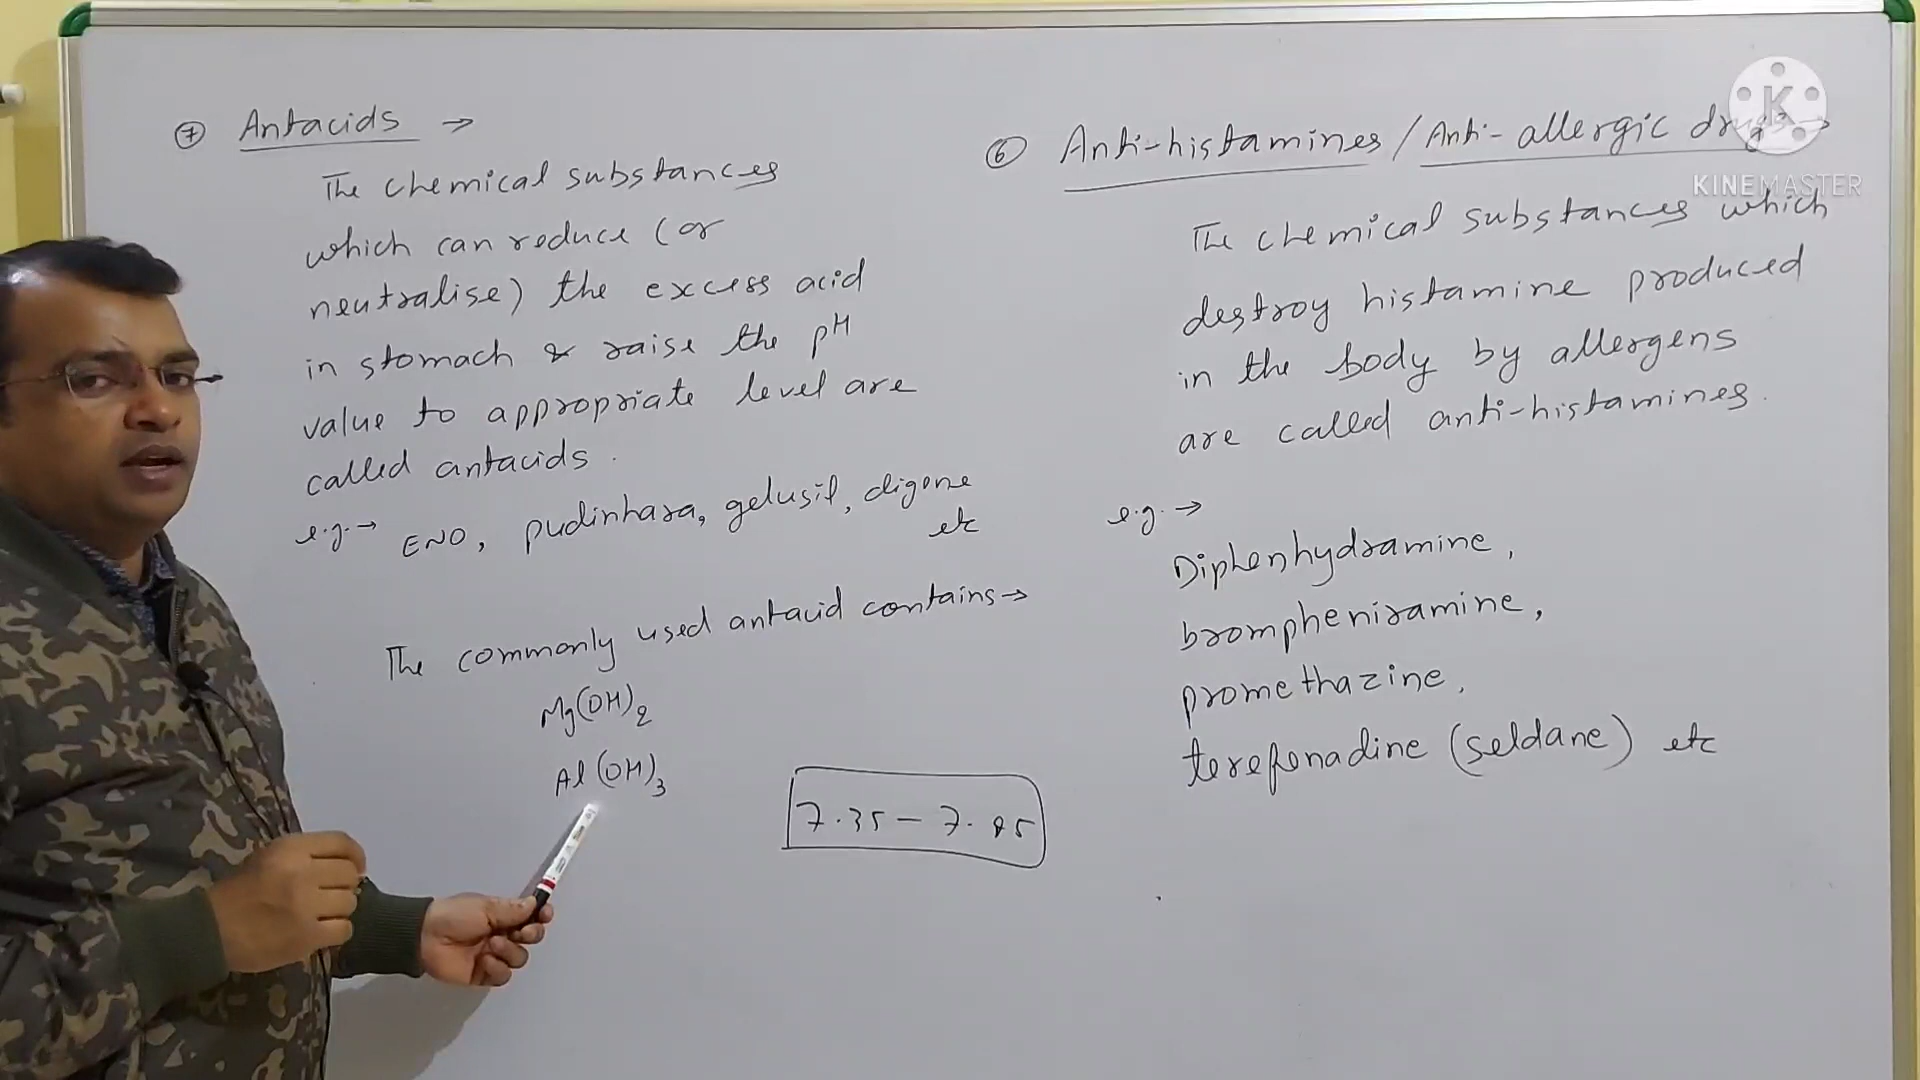 ⑦ Antacids →
The chemical substances
which can reduce (or
neutralise) the excess acid
in stomach & raise the pH
value to appropriate level are
called antacids.
e.g.→ ENO, pudinhara, gelusil, digene
etc
The commonly used antacid contains→
Mg(OH)2
Al(OH)3
7.35 – 7.85
⑥ Anti-histamines / Anti-allergic drugs→
The chemical substances which
destroy histamine produced
in the body by allergens
are called anti-histamines.
e.g.→
Diphenhydramine,
brompheniramine,
promethazine,
terefenadine (seldane) etc
K
KINEMASTER